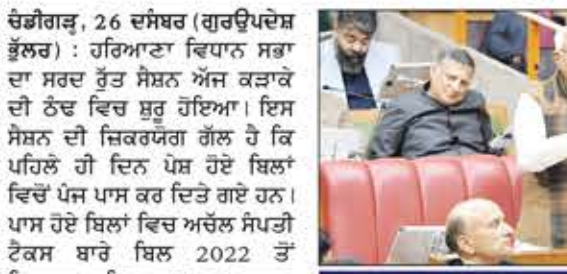 ਚੰਡੀਗੜ੍ਹ, 26 ਦਸੰਬਰ (ਗੁਰਉਪਦੇਸ਼
ਭੁੱਲਰ) : ਹਰਿਆਣਾ ਵਿਧਾਨ ਸਭਾ
ਦਾ ਸਰਦ ਰੁੱਤ ਸੈਸ਼ਨ ਅੱਜ ਕੜਾਕੇ
ਦੀ ਠੰਢ ਵਿਚ ਸ਼ੁਰੂ ਹੋਇਆ। ਇਸ
ਸੈਸ਼ਨ ਦੀ ਜ਼ਿਕਰਯੋਗ ਗੱਲ ਹੈ ਕਿ
ਪਹਿਲੇ ਹੀ ਦਿਨ ਪੇਸ਼ ਹੋਏ ਬਿਲਾਂ
ਵਿਚੋਂ ਪੰਜ ਪਾਸ ਕਰ ਦਿਤੇ ਗਏ ਹਨ।
ਪਾਸ ਹੋਏ ਬਿਲਾਂ ਵਿਚ ਅਚੱਲ ਸੰਪਤੀ
ਟੈਕਸ ਬਾਰੇ ਬਿਲ 2022 ਤੋਂ